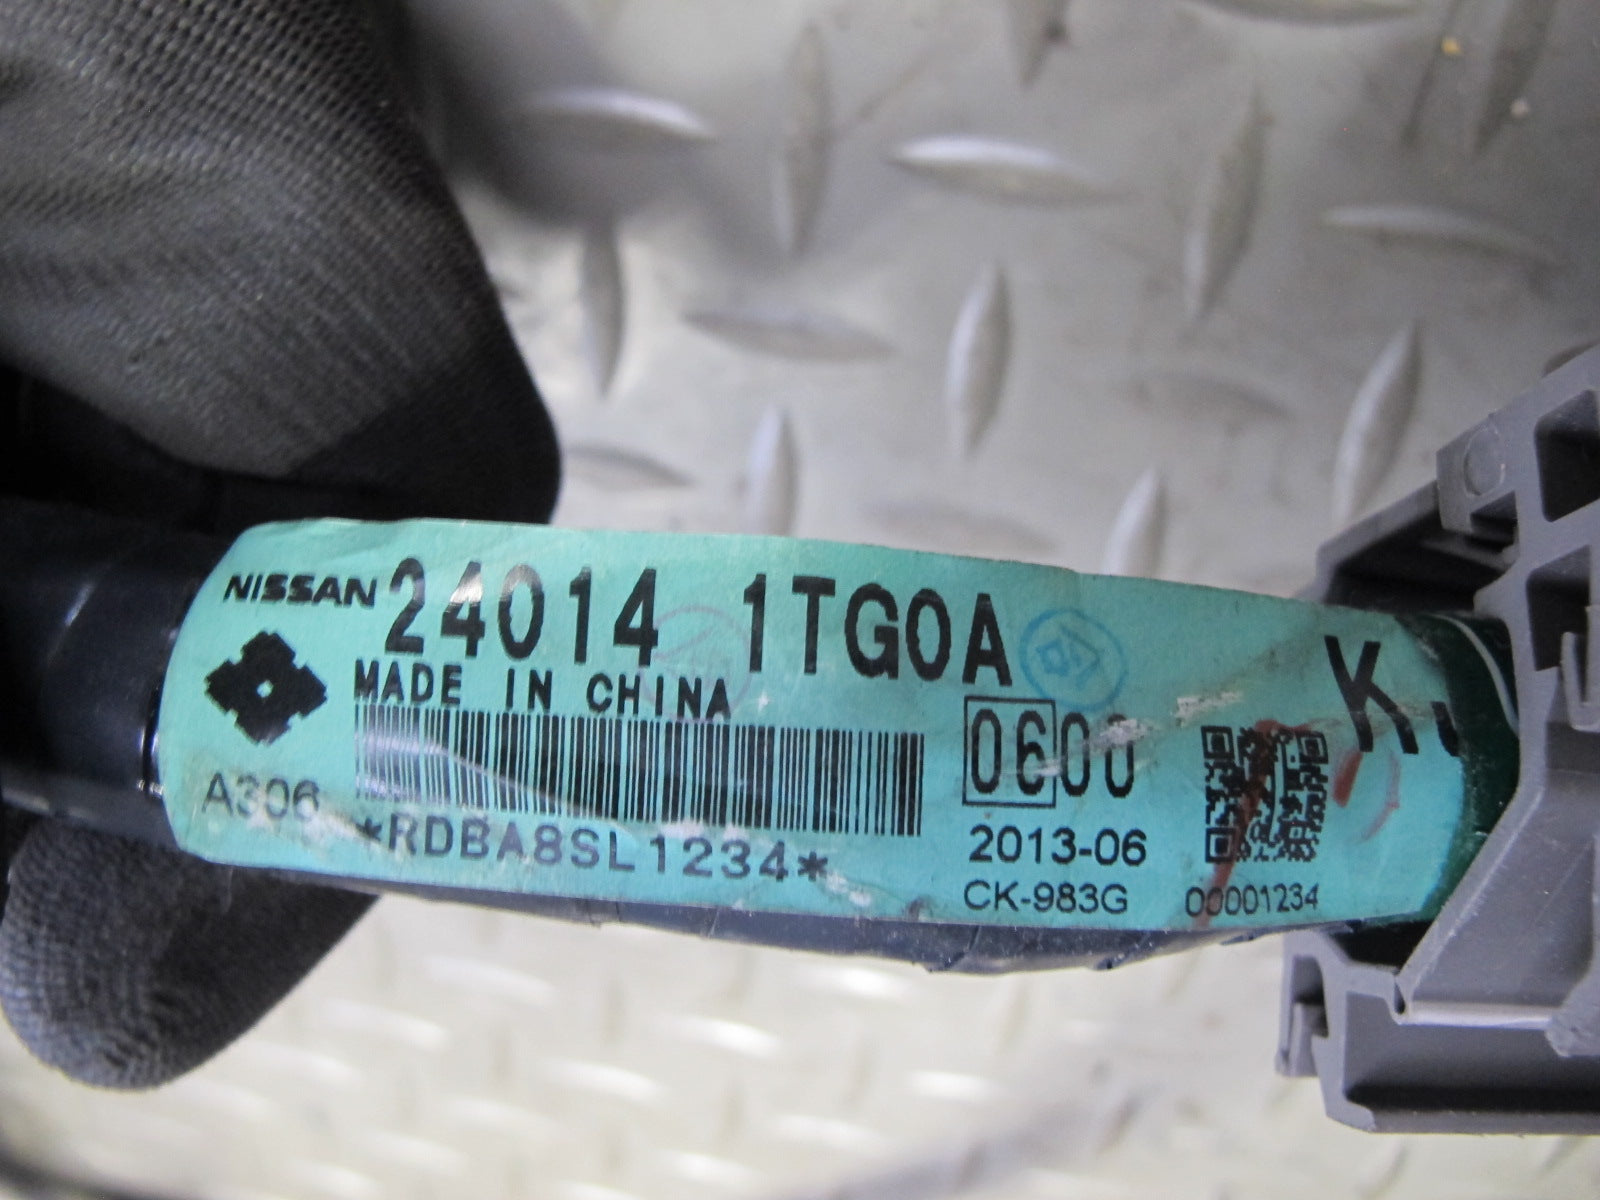 NISSAN 24014 1TG0A
MADE IN CHINA
K
0600
A306
*RDBA8SL1234*
2013-06
CK-983G 00001234